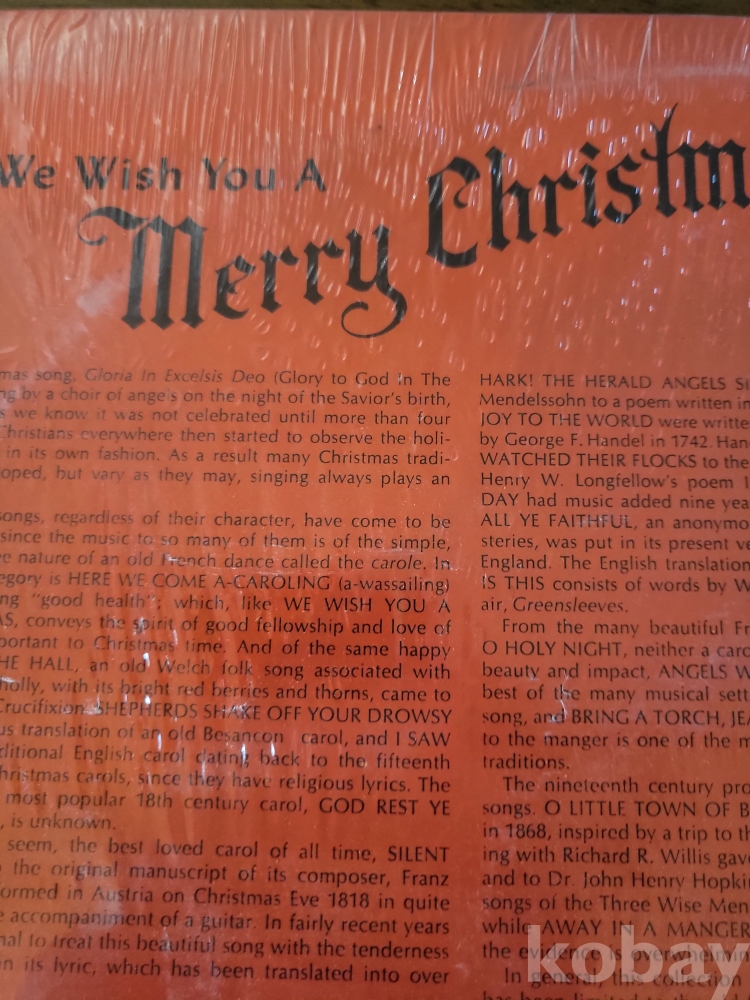 We Wish You A
Merry Christm
mas song, Gloria In Excelsis Deo (Glory to God In The
ng by a choir of angels on the night of the Savior's birth,
s we know it was not celebrated until more than four
Christians everywhere then started to observe the holi-
in its own fashion. As a result many Christmas tradi-
oped, but vary as they may, singing always plays an
songs, regardless of their character, have come to be
since the music to so many of them is of the simple,
e nature of an old French dance called the carole. In
egory is HERE WE COME A-CAROLING (a-wassailing)
ng "good health"; which, like WE WISH YOU A
AS, conveys the spirit of good fellowship and love of
portant to Christmas time. And of the same happy
HE HALL, an old Welch folk song associated with
holly, with its bright red berries and thorns, came to
Crucifixion. SHEPHERDS SHAKE OFF YOUR DROWSY
us translation of an old Besancon carol, and I SAW
ditional English carol dating back to the fifteenth
hristmas carols, since they have religious lyrics. The
most popular 18th century carol, GOD REST YE
, is unknown.
seem, the best loved carol of all time, SILENT
the original manuscript of its composer, Franz
ormed in Austria on Christmas Eve 1818 in quite
e accompaniment of a guitar. In fairly recent years
nal to treat this beautiful song with the tenderness
in its lyric, which has been translated into over
HARK! THE HERALD ANGELS SI
Mendelssohn to a poem written in
JOY TO THE WORLD were written
by George F. Handel in 1742. Han
WATCHED THEIR FLOCKS to the
Henry W. Longfellow's poem I
DAY had music added nine yea
ALL YE FAITHFUL, an anonymo
steries, was put in its present ve
England. The English translation
IS THIS consists of words by W
air, Greensleeves.
From the many beautiful Fr
O HOLY NIGHT, neither a caro
beauty and impact, ANGELS W
best of the many musical sett
song, and BRING A TORCH, JEA
to the manger is one of the m
traditions.
The nineteenth century pro
songs. O LITTLE TOWN OF B
in 1868, inspired by a trip to th
ing with Richard R. Willis gave
and to Dr. John Henry Hopkin
songs of the Three Wise Men
while AWAY IN A MANGER
the evidence is overwhelmin
In general, this collection
has been
kobay